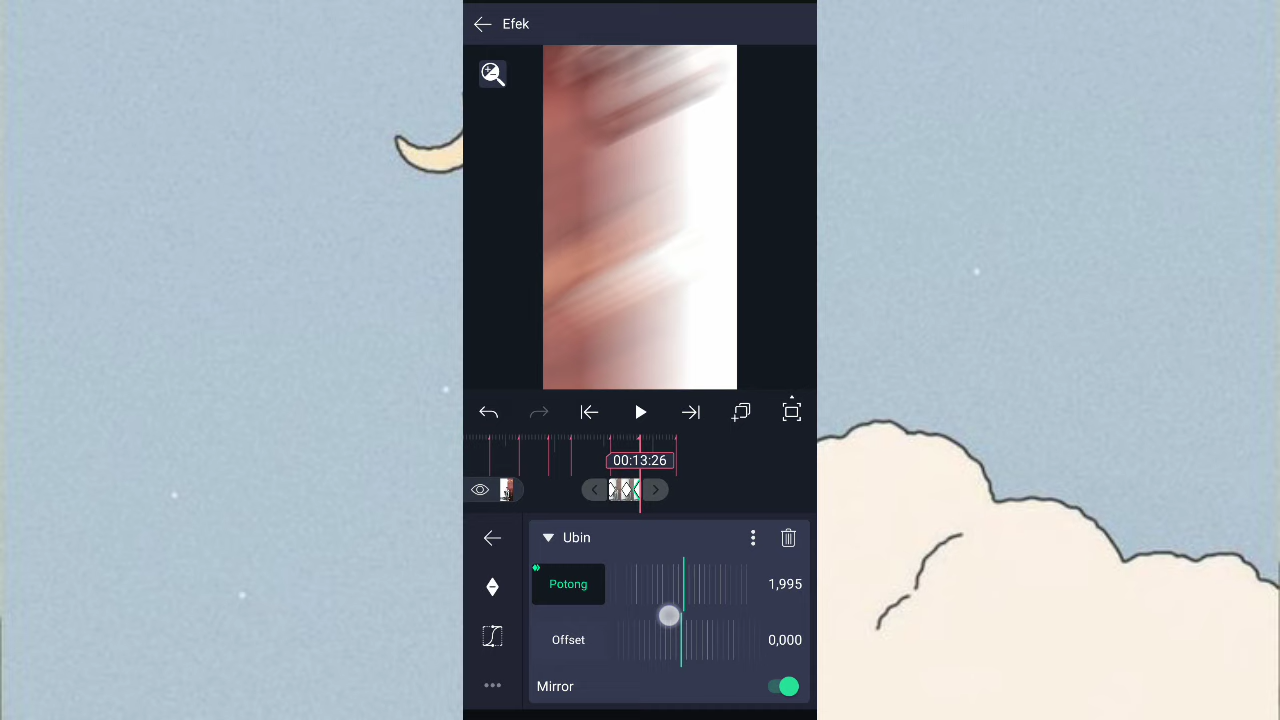 Efek
00:13:26
Ubin
Potong 1,995
Offset 0,000
Mirror